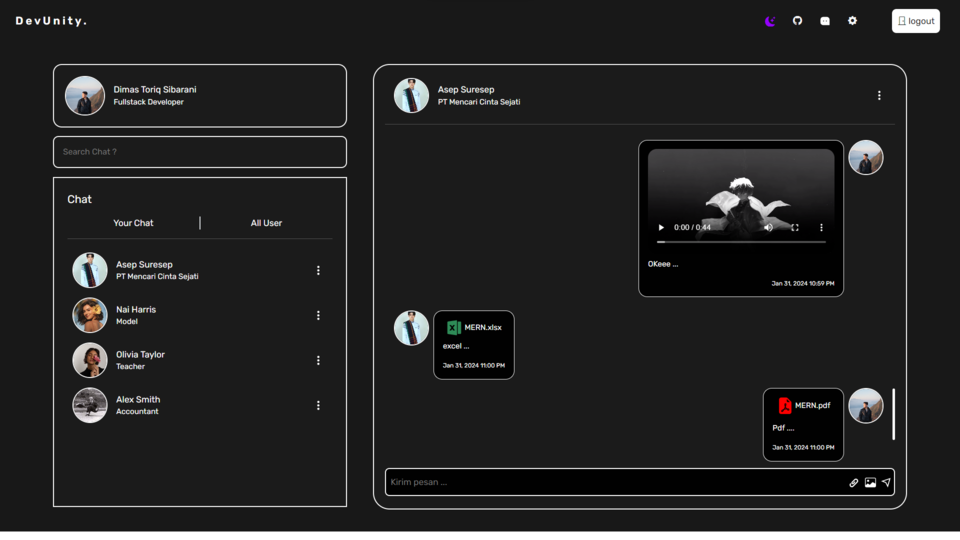 DevUnity.
logout
Dimas Toriq Sibarani
Fullstack Developer
Search Chat ?
Chat
Your Chat
All User
Asep Suresep
PT Mencari Cinta Sejati
Nai Harris
Model
Olivia Taylor
Teacher
Alex Smith
Accountant
Asep Suresep
PT Mencari Cinta Sejati
0:00 / 0:44
OKeee ...
Jan 31, 2024 10:59 PM
MERN.xlsx
excel ...
Jan 31, 2024 11:00 PM
MERN.pdf
Pdf ....
Jan 31, 2024 11:00 PM
Kirim pesan ...